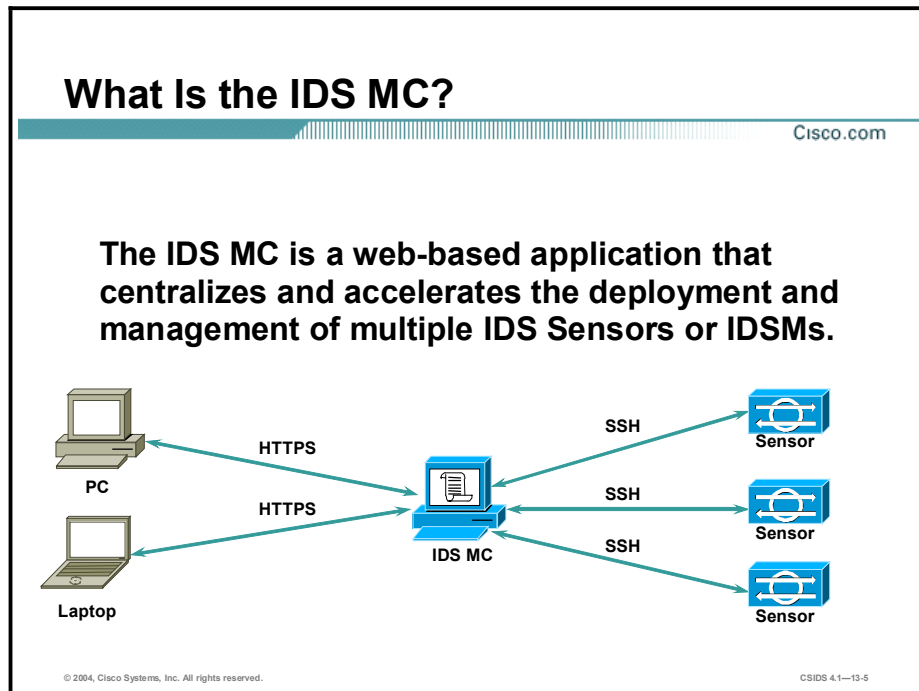 What Is the IDS MC?
Cisco.com
The IDS MC is a web-based application that
centralizes and accelerates the deployment and
management of multiple IDS Sensors or IDSMs.
PC
HTTPS
HTTPS
Laptop
IDS MC
SSH
SSH
SSH
Sensor
Sensor
Sensor
© 2004, Cisco Systems, Inc. All rights reserved.
CSIDS 4.1—13-5